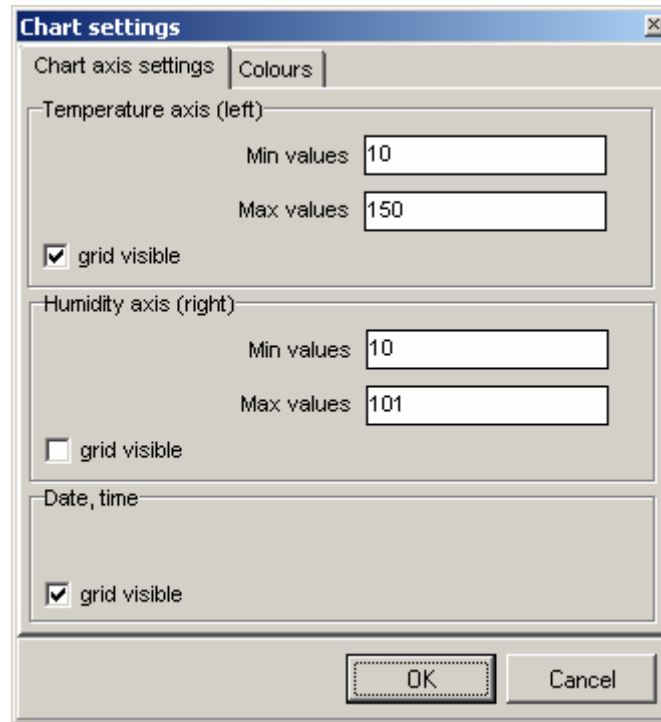 Chart settings
Chart axis settings Colours
Temperature axis (left)
Min values 10
Max values 150
grid visible
Humidity axis (right)
Min values 10
Max values 101
grid visible
Date, time
grid visible
OK Cancel